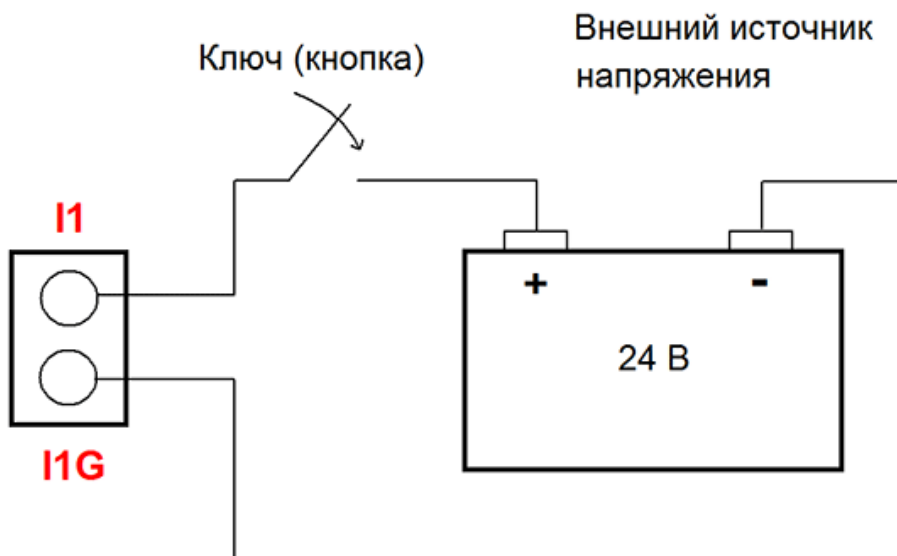 Внешний источник
напряжения
Ключ (кнопка)
I1
+ -
24 В
I1G